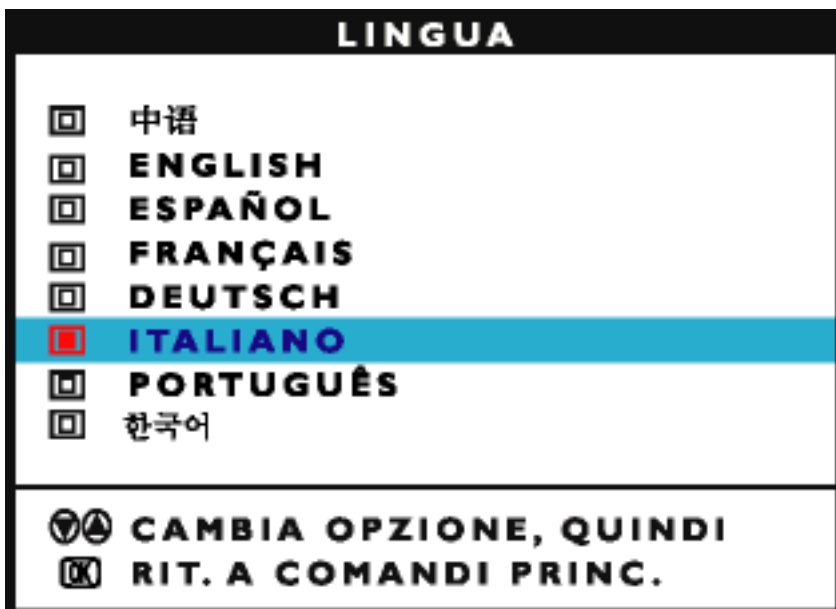 LINGUA
中语
ENGLISH
ESPAÑOL
FRANÇAIS
DEUTSCH
ITALIANO
PORTUGUÊS
한국어
CAMBIA OPZIONE, QUINDI
OK RIT. A COMANDI PRINC.